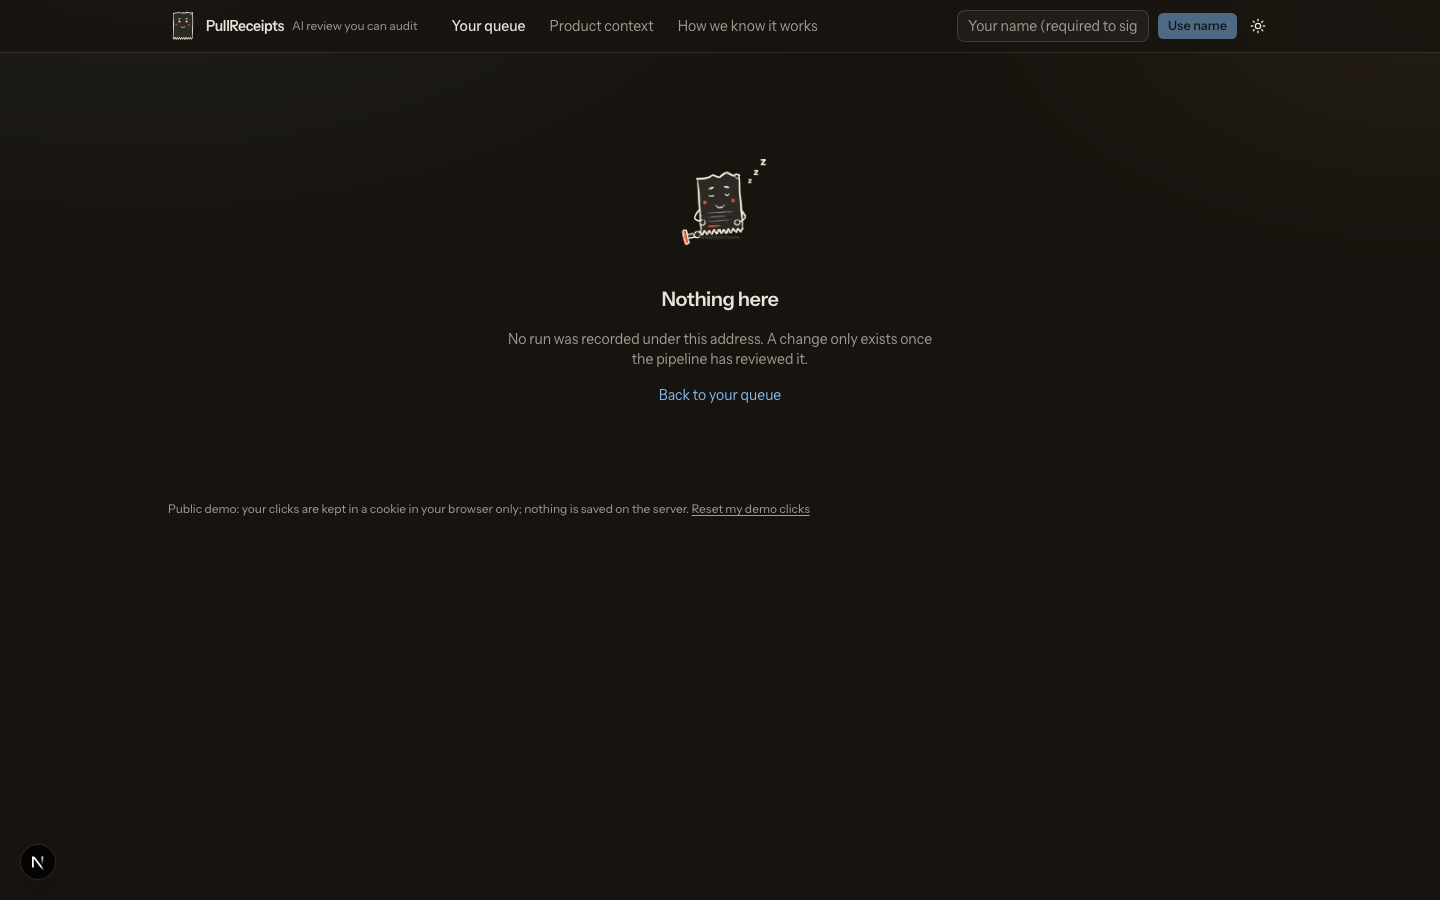 PullReceipts AI review you can audit Your queue Product context How we know it works Your name (required to sig Use name
z
z
z
Nothing here
No run was recorded under this address. A change only exists once
the pipeline has reviewed it.
Back to your queue
Public demo: your clicks are kept in a cookie in your browser only; nothing is saved on the server. Reset my demo clicks
N